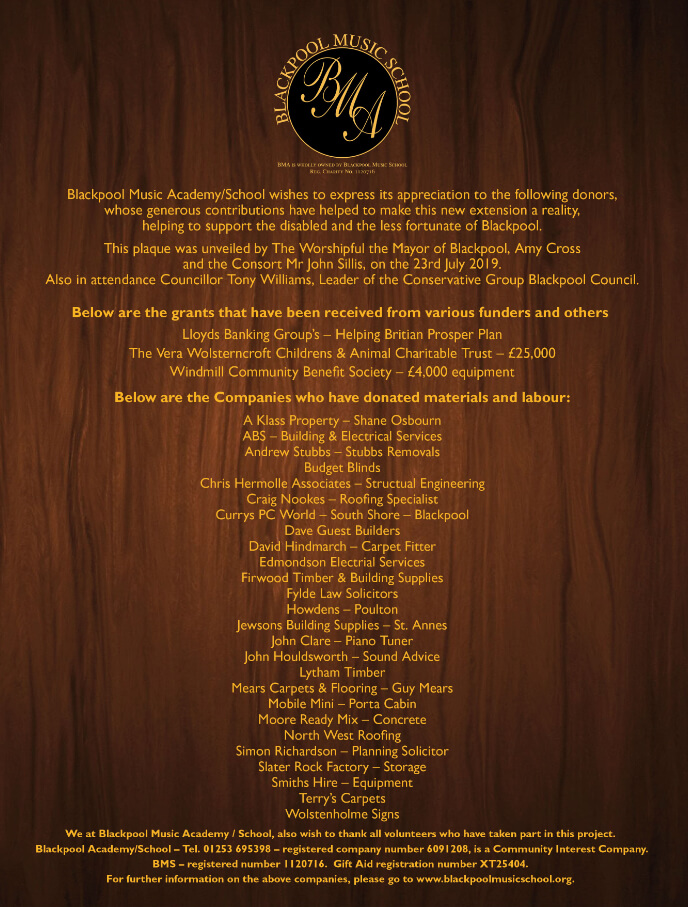 BLACKPOOL MUSIC SCHOOL
BMA
BMA is wholly owned by Blackpool Music School
Reg. Charity No. 1120716
Blackpool Music Academy/School wishes to express its appreciation to the following donors,
whose generous contributions have helped to make this new extension a reality,
helping to support the disabled and the less fortunate of Blackpool.
This plaque was unveiled by The Worshipful the Mayor of Blackpool, Amy Cross
and the Consort Mr John Sillis, on the 23rd July 2019.
Also in attendance Councillor Tony Williams, Leader of the Conservative Group Blackpool Council.
Below are the grants that have been received from various funders and others
Lloyds Banking Group's – Helping Britian Prosper Plan
The Vera Wolsterncroft Childrens & Animal Charitable Trust – £25,000
Windmill Community Benefit Society – £4,000 equipment
Below are the Companies who have donated materials and labour:
A Klass Property – Shane Osbourn
ABS – Building & Electrical Services
Andrew Stubbs – Stubbs Removals
Budget Blinds
Chris Hermolle Associates – Structual Engineering
Craig Nookes – Roofing Specialist
Currys PC World – South Shore – Blackpool
Dave Guest Builders
David Hindmarch – Carpet Fitter
Edmondson Electrial Services
Firwood Timber & Building Supplies
Fylde Law Solicitors
Howdens – Poulton
Jewsons Building Supplies – St. Annes
John Clare – Piano Tuner
John Houldsworth – Sound Advice
Lytham Timber
Mears Carpets & Flooring – Guy Mears
Mobile Mini – Porta Cabin
Moore Ready Mix – Concrete
North West Roofing
Simon Richardson – Planning Solicitor
Slater Rock Factory – Storage
Smiths Hire – Equipment
Terry's Carpets
Wolstenholme Signs
We at Blackpool Music Academy / School, also wish to thank all volunteers who have taken part in this project.
Blackpool Academy/School – Tel. 01253 695398 – registered company number 6091208, is a Community Interest Company.
BMS – registered number 1120716. Gift Aid registration number XT25404.
For further information on the above companies, please go to www.blackpoolmusicschool.org.